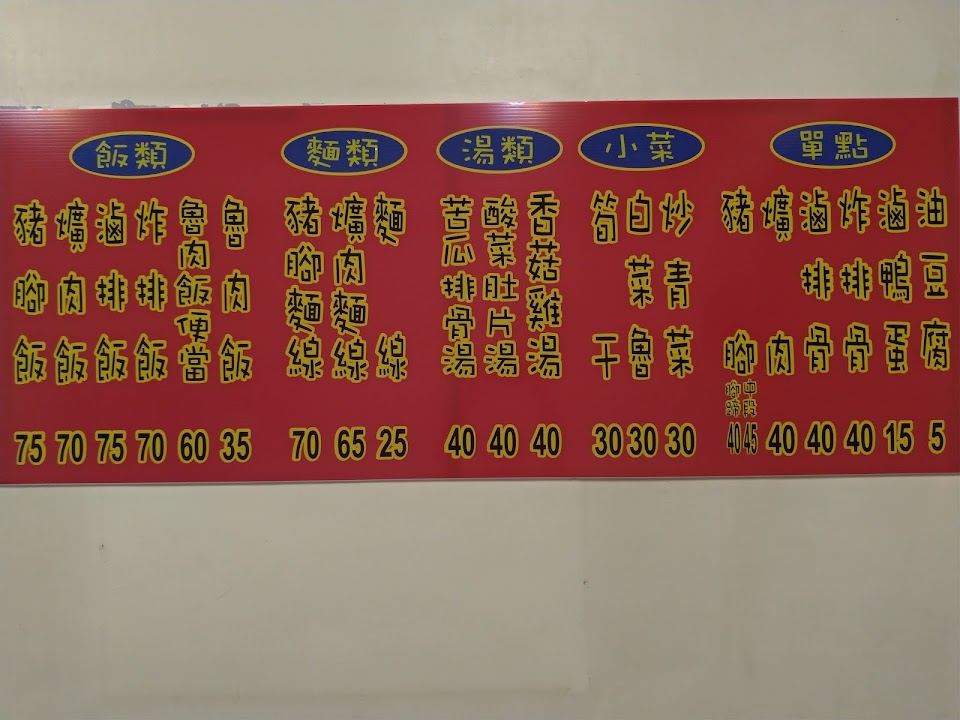 飯類
豬腳飯 75
爌肉飯 70
滷排飯 75
炸排飯 70
魯肉飯便當 60
魯肉飯 35
麵類
豬腳麵線 70
爌肉麵線 65
麵線 25
湯類
苦瓜排骨湯 40
酸菜肚片湯 40
香菇雞湯 40
小菜
筍干 30
白菜魯 30
炒青菜 30
單點
豬腳 腳蹄 40 中段 45
爌肉 40
滷排骨 40
炸排骨 40
滷鴨蛋 15
油豆腐 5